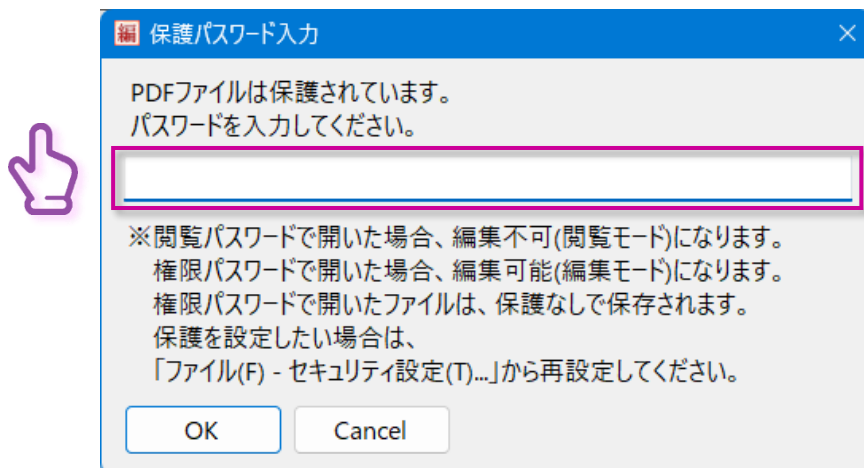 編 保護パスワード入力
PDFファイルは保護されています。
パスワードを入力してください。
※閲覧パスワードで開いた場合、編集不可(閲覧モード)になります。
権限パスワードで開いた場合、編集可能(編集モード)になります。
権限パスワードで開いたファイルは、保護なしで保存されます。
保護を設定したい場合は、
「ファイル(F) - セキュリティ設定(T)...」から再設定してください。
OK Cancel